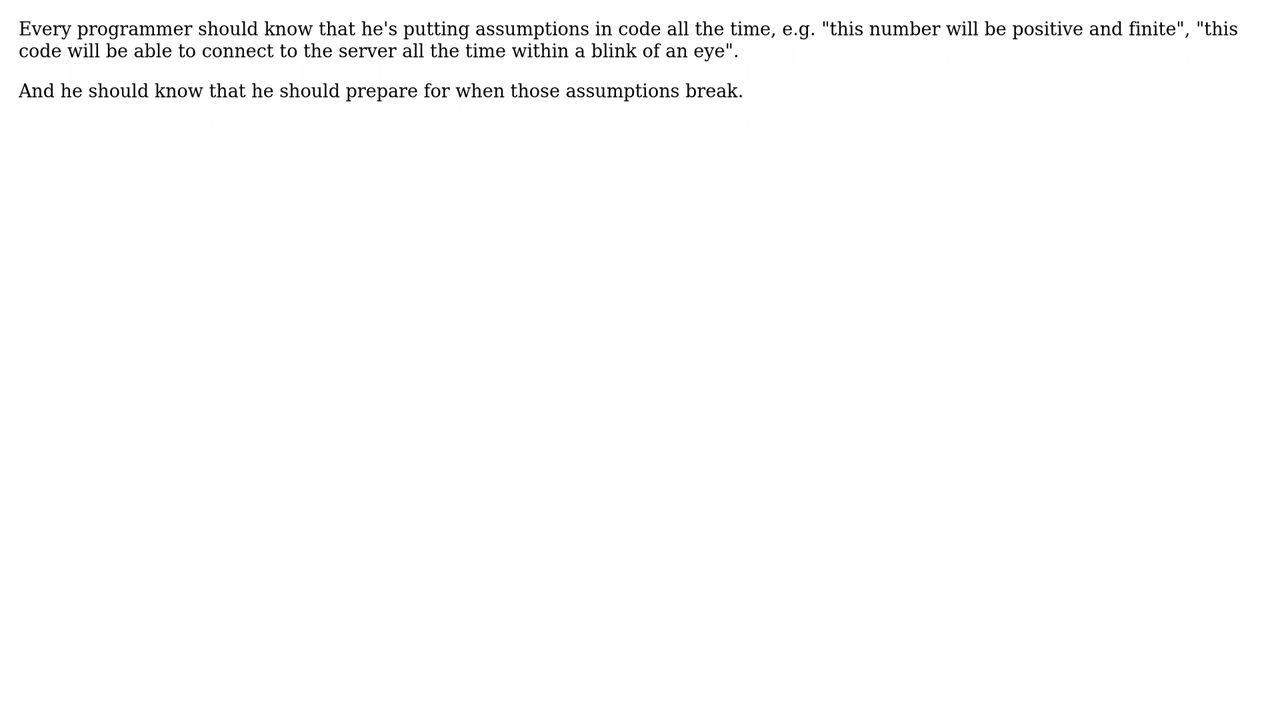 Every programmer should know that he's putting assumptions in code all the time, e.g. "this number will be positive and finite", "this
code will be able to connect to the server all the time within a blink of an eye".
And he should know that he should prepare for when those assumptions break.